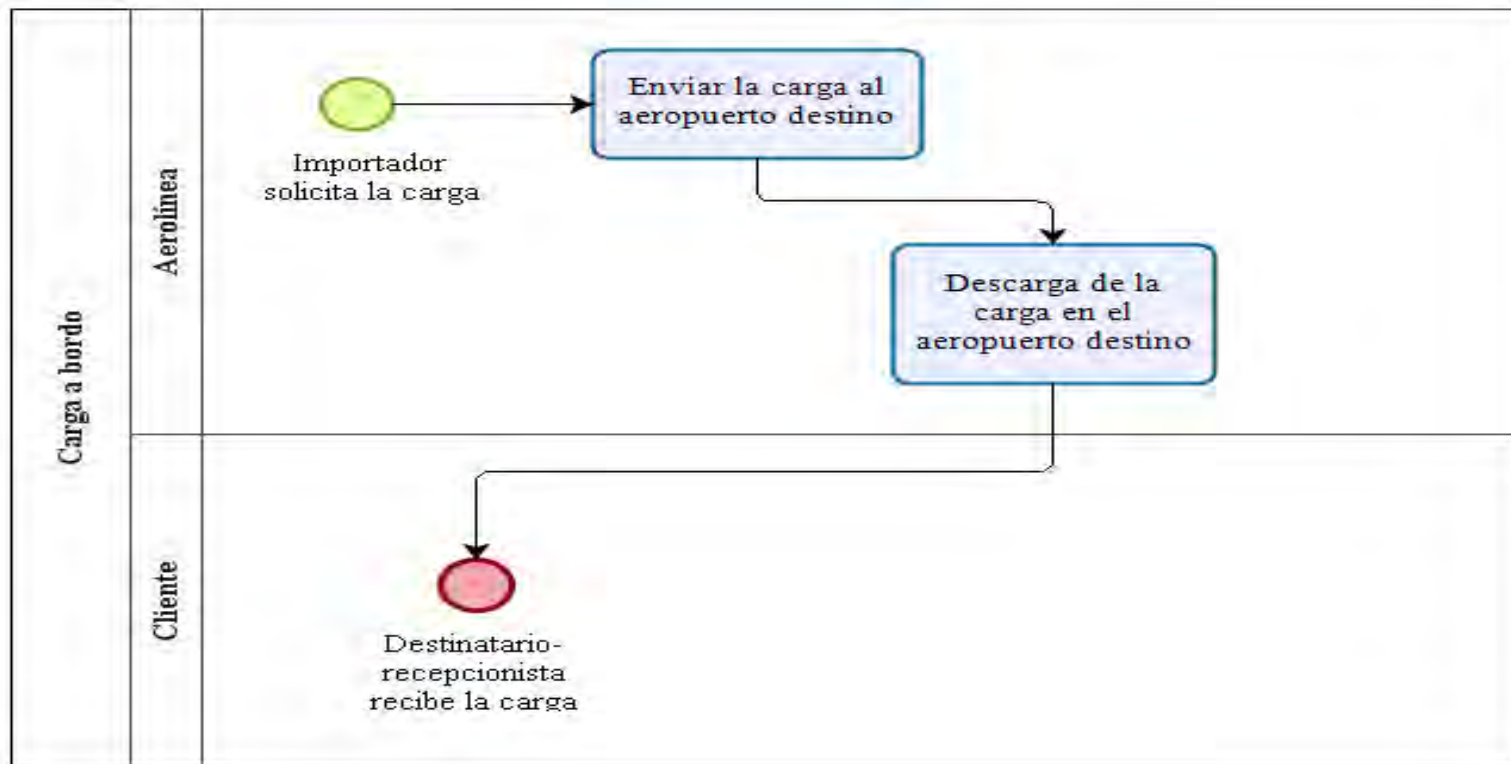 Carga a bordo
Aerolínea
Importador
solicita la carga
Enviar la carga al
aeropuerto destino
Descarga de la
carga en el
aeropuerto destino
Cliente
Destinatario-
recepcionista
recibe la carga